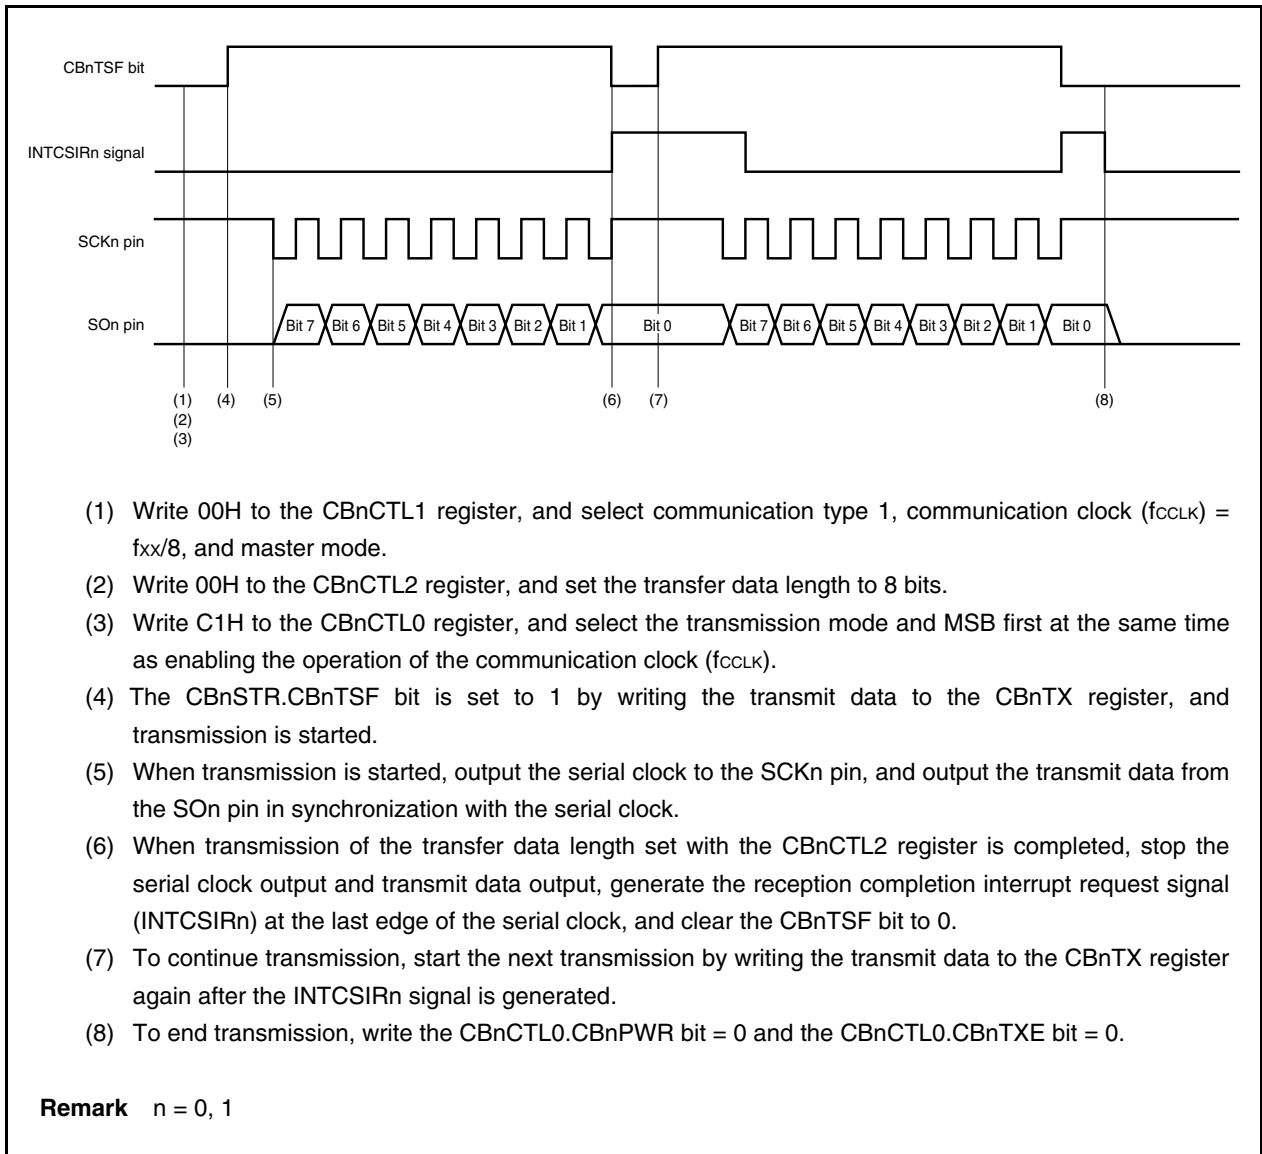 CBnTSF bit
INTCSIRn signal
SCKn pin
SOn pin
Bit 7 Bit 6 Bit 5 Bit 4 Bit 3 Bit 2 Bit 1 Bit 0 Bit 7 Bit 6 Bit 5 Bit 4 Bit 3 Bit 2 Bit 1 Bit 0
(1) (4) (5) (6) (7) (8)
(2)
(3)
(1) Write 00H to the CBnCTL1 register, and select communication type 1, communication clock (fCCLK) =
fxx/8, and master mode.
(2) Write 00H to the CBnCTL2 register, and set the transfer data length to 8 bits.
(3) Write C1H to the CBnCTL0 register, and select the transmission mode and MSB first at the same time
as enabling the operation of the communication clock (fCCLK).
(4) The CBnSTR.CBnTSF bit is set to 1 by writing the transmit data to the CBnTX register, and
transmission is started.
(5) When transmission is started, output the serial clock to the SCKn pin, and output the transmit data from
the SOn pin in synchronization with the serial clock.
(6) When transmission of the transfer data length set with the CBnCTL2 register is completed, stop the
serial clock output and transmit data output, generate the reception completion interrupt request signal
(INTCSIRn) at the last edge of the serial clock, and clear the CBnTSF bit to 0.
(7) To continue transmission, start the next transmission by writing the transmit data to the CBnTX register
again after the INTCSIRn signal is generated.
(8) To end transmission, write the CBnCTL0.CBnPWR bit = 0 and the CBnCTL0.CBnTXE bit = 0.
Remark n = 0, 1